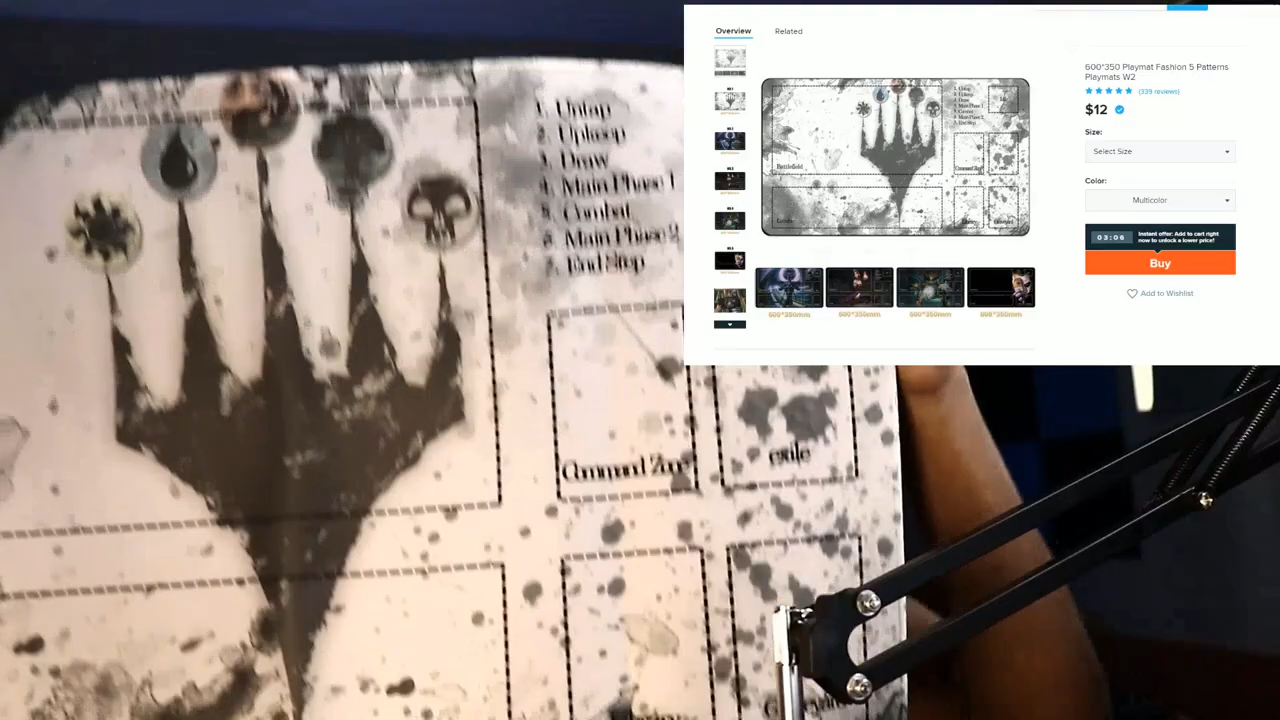 1. Untap
2. Upkeep
3. Draw
4. Main Phase 1
5. Combat
6. Main Phase 2
7. End Step
Command Zone
exile
Overview
Related
600*350 Playmat Fashion 5 Patterns
Playmats W2
(339 reviews)
$12
Size:
Select Size
Color:
Multicolor
03:06
Instant offer: Add to cart right
now to unlock a lower price!
Buy
Add to Wishlist
Battlefield
600*350mm
600*350mm
600*350mm
600*350mm